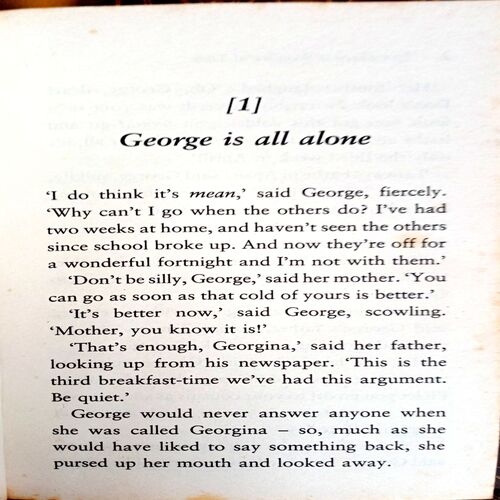 [1]
George is all alone
‘I do think it’s mean,’ said George, fiercely.
‘Why can’t I go when the others do? I’ve had
two weeks at home, and haven’t seen the others
since school broke up. And now they’re off for
a wonderful fortnight and I’m not with them.’
‘Don’t be silly, George,’ said her mother. ‘You
can go as soon as that cold of yours is better.’
‘It’s better now,’ said George, scowling.
‘Mother, you know it is!’
‘That’s enough, Georgina,’ said her father,
looking up from his newspaper. ‘This is the
third breakfast-time we’ve had this argument.
Be quiet.’
George would never answer anyone when
she was called Georgina – so, much as she
would have liked to say something back, she
pursed up her mouth and looked away.